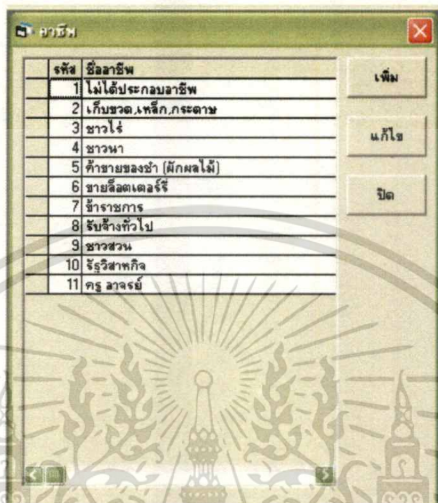 อาชีพ
รหัส ชื่ออาชีพ
1 ไม่ได้ประกอบอาชีพ
2 เก็บขวด,เหล็ก,กระดาษ
3 ชาวไร่
4 ชาวนา
5 ค้าขายของชำ (ผักผลไม้)
6 ขายล็อตเตอร์รี่
7 ข้าราชการ
8 รับจ้างทั่วไป
9 ชาวสวน
10 รัฐวิสาหกิจ
11 ครู อาจารย์
เพิ่ม
แก้ไข
ปิด